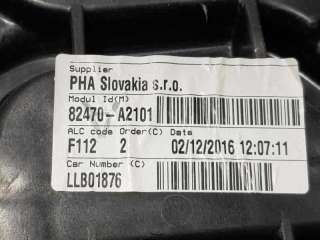 Supplier
PHA Slovakia s.r.o.
Modul Id(M)
82470-A2101
ALC code Order(C) Data
F112 2 02/12/2016 12:07:11
Car Number (C)
LLB01876